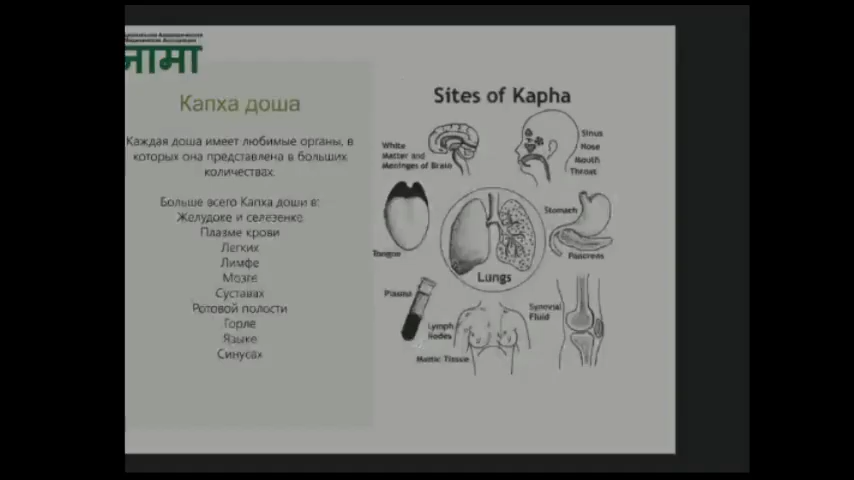 नामा
Капха доша
Каждая доша имеет любимые органы, в
которых она представлена в больших
количествах.
Больше всего Капха доши в:
Желудоке и селезенке
Плазме крови
Легких
Лимфе
Мозге
Суставах
Ротовой полости
Горле
Языке
Синусах
Sites of Kapha
White
Matter and
Meninges of Brain
Sinus
Nose
Mouth
Throat
Tongue
Lungs
Stomach
Pancreas
Plasma
Lymph
Nodes
Mastic Tissue
Synovial
Fluid